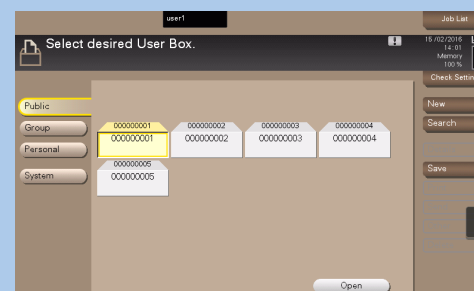 user1
Job List
Select desired User Box.
15/02/2016
14:01
Memory
100 %
Check Settin
Public
New
Group
Search
Personal
System
Save
000000001
000000001
000000002
000000002
000000003
000000003
000000004
000000004
000000005
000000005
Open